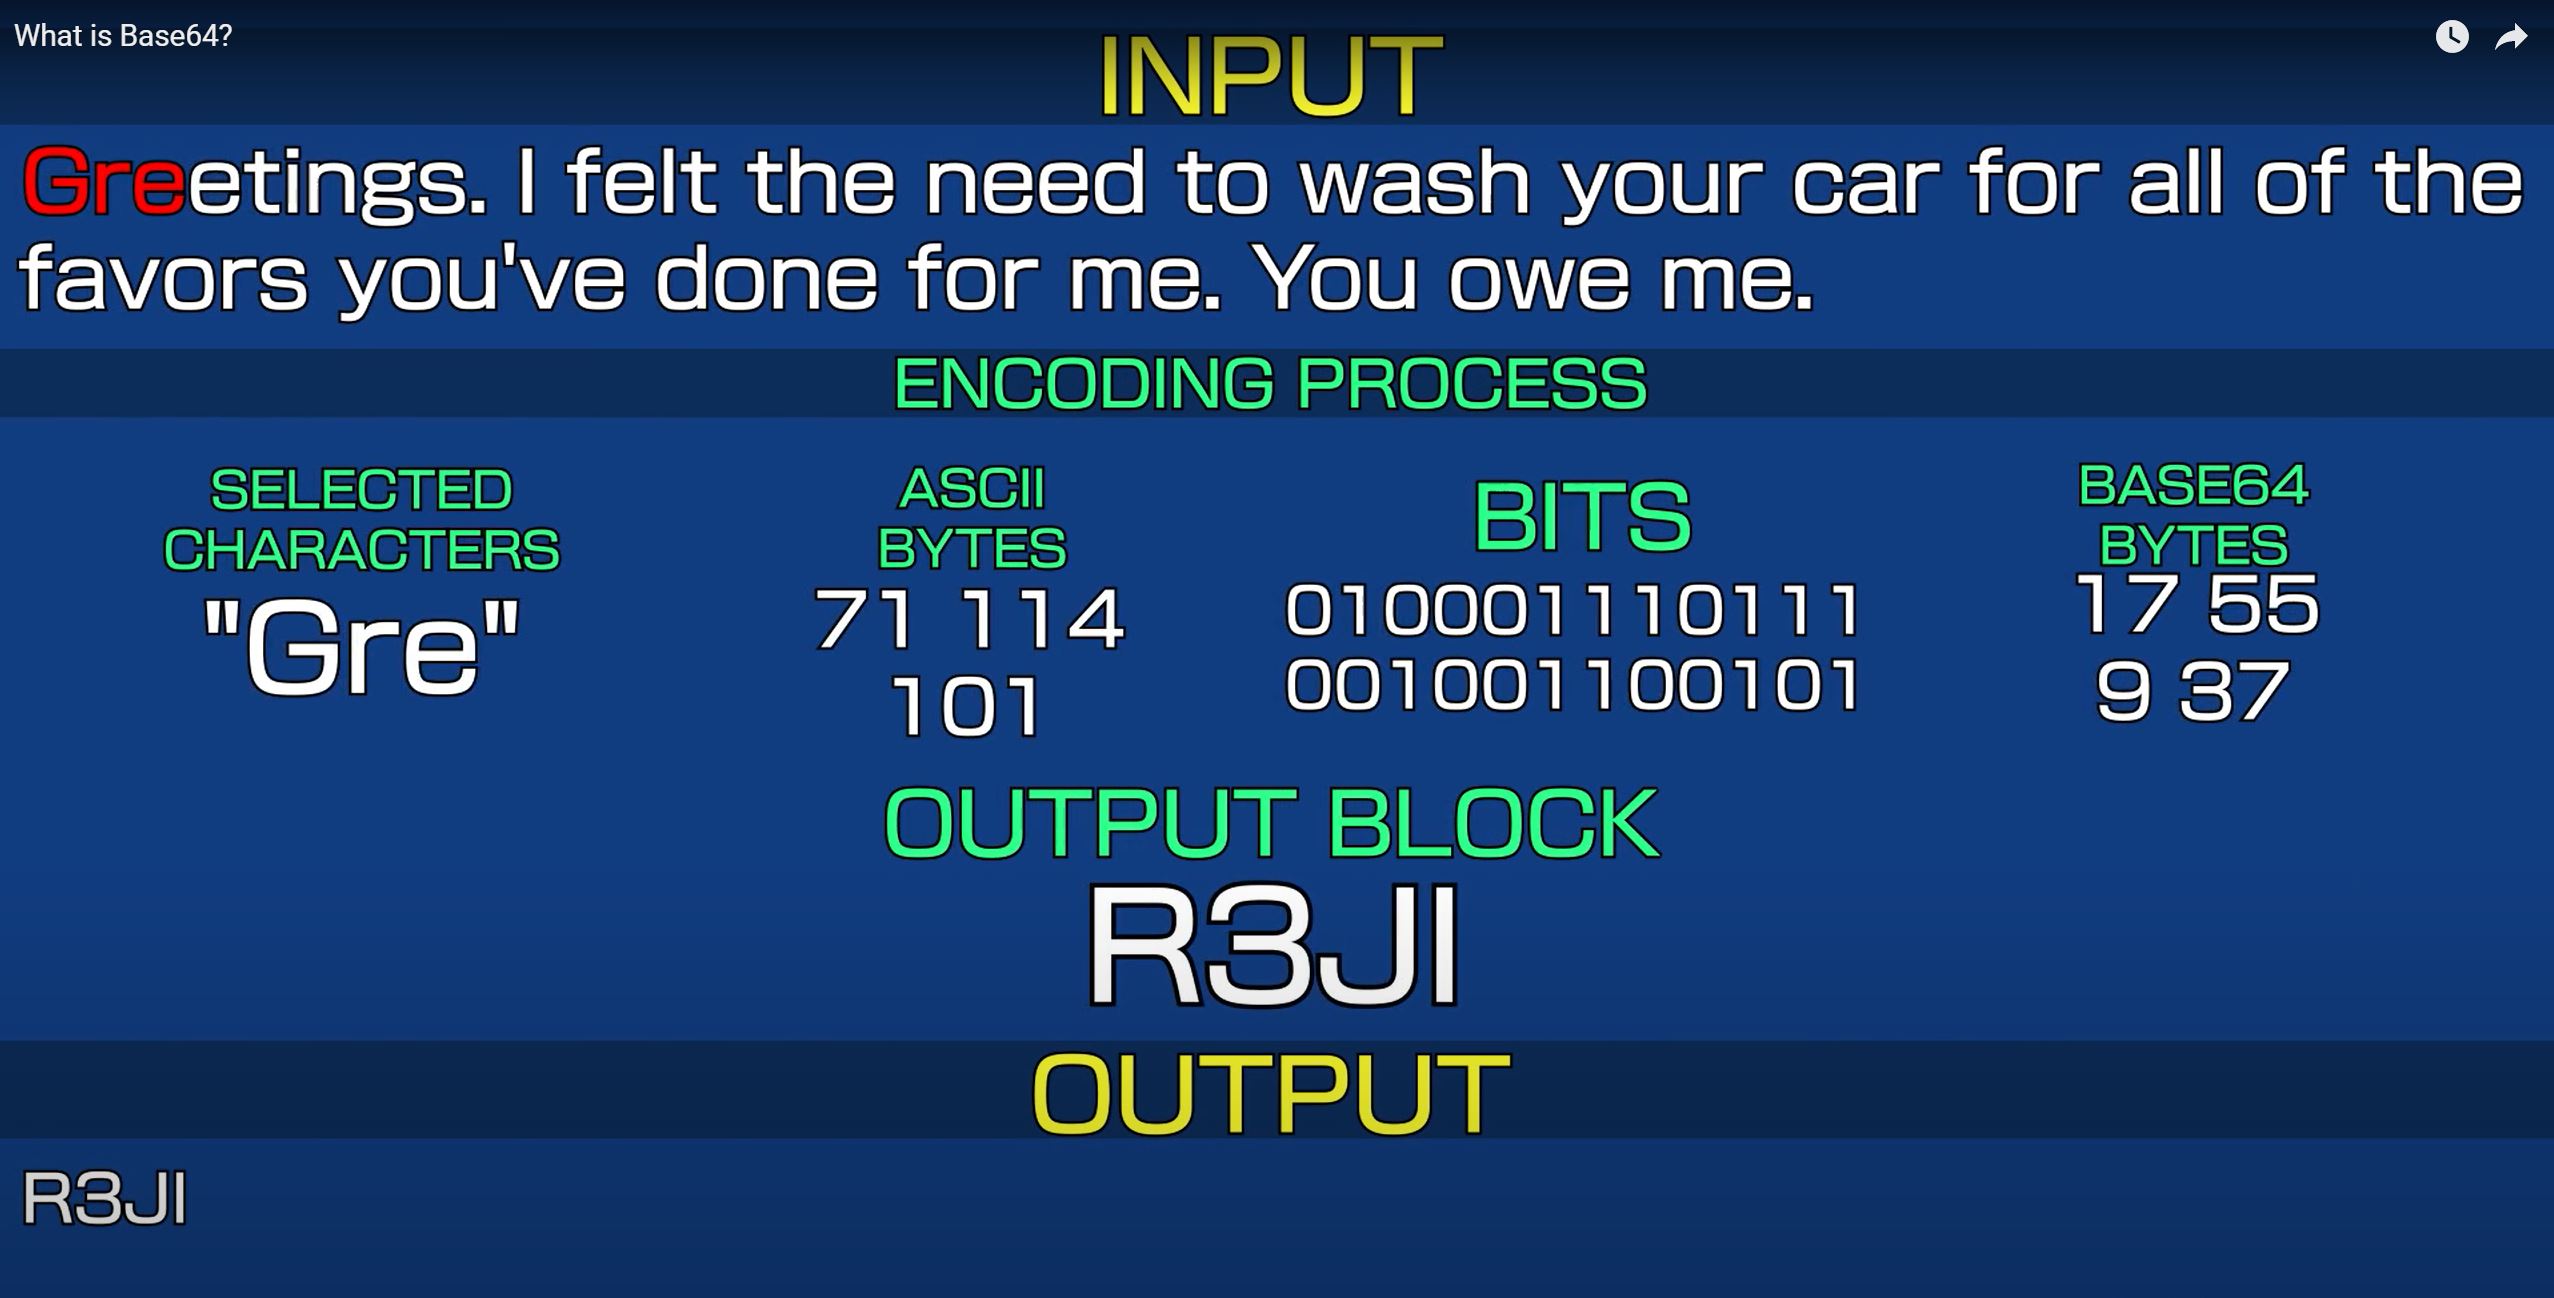 What is Base64?
INPUT
Greetings. I felt the need to wash your car for all of the
favors you've done for me. You owe me.
ENCODING PROCESS
SELECTED
CHARACTERS
"Gre"
ASCII
BYTES
71 114
101
BITS
010001110111
001001100101
BASE64
BYTES
17 55
9 37
OUTPUT BLOCK
R3Jl
OUTPUT
R3Jl